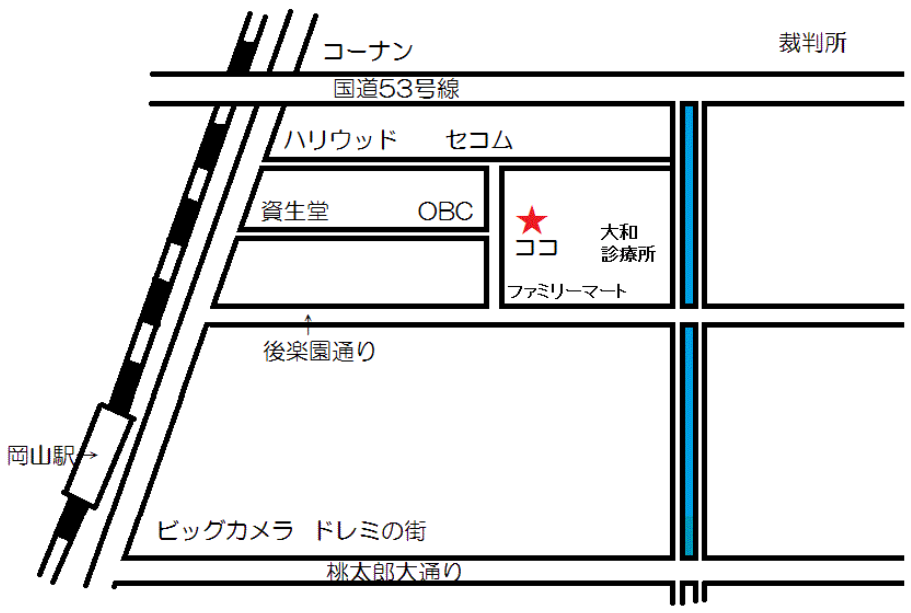 コーナン
裁判所
国道53号線
ハリウッド セコム
資生堂 OBC
ココ
大和
診療所
ファミリーマート
↑
後楽園通り
岡山駅→
ビッグカメラ ドレミの街
桃太郎大通り